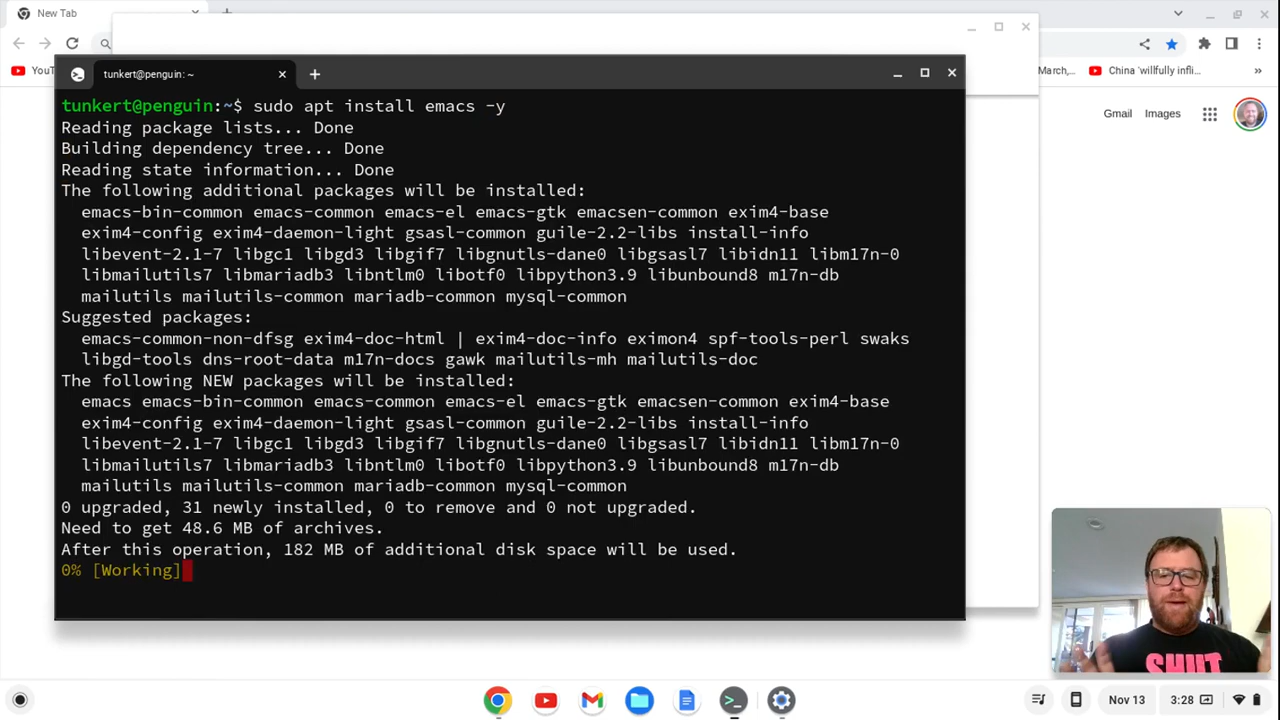 New Tab
YouT
March,
China 'willfully infli...
»
Gmail
Images
tunkert@penguin: ~
tunkert@penguin:~$ sudo apt install emacs -y
Reading package lists... Done
Building dependency tree... Done
Reading state information... Done
The following additional packages will be installed:
emacs-bin-common emacs-common emacs-el emacs-gtk emacsen-common exim4-base
exim4-config exim4-daemon-light gsasl-common guile-2.2-libs install-info
libevent-2.1-7 libgc1 libgd3 libgif7 libgnutls-dane0 libgsasl7 libidn11 libm17n-0
libmailutils7 libmariadb3 libntlm0 libotf0 libpython3.9 libunbound8 m17n-db
mailutils mailutils-common mariadb-common mysql-common
Suggested packages:
emacs-common-non-dfsg exim4-doc-html | exim4-doc-info eximon4 spf-tools-perl swaks
libgd-tools dns-root-data m17n-docs gawk mailutils-mh mailutils-doc
The following NEW packages will be installed:
emacs emacs-bin-common emacs-common emacs-el emacs-gtk emacsen-common exim4-base
exim4-config exim4-daemon-light gsasl-common guile-2.2-libs install-info
libevent-2.1-7 libgc1 libgd3 libgif7 libgnutls-dane0 libgsasl7 libidn11 libm17n-0
libmailutils7 libmariadb3 libntlm0 libotf0 libpython3.9 libunbound8 m17n-db
mailutils mailutils-common mariadb-common mysql-common
0 upgraded, 31 newly installed, 0 to remove and 0 not upgraded.
Need to get 48.6 MB of archives.
After this operation, 182 MB of additional disk space will be used.
0% [Working]
SHUT
Nov 13
3:28